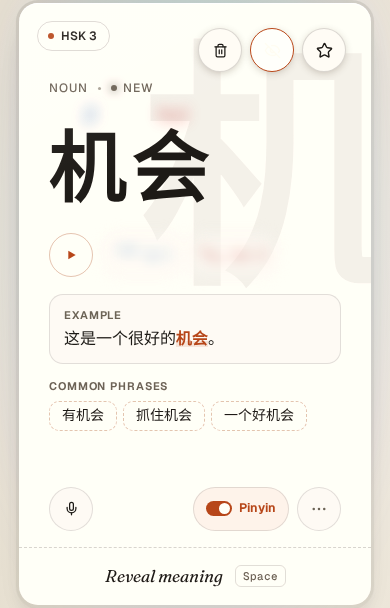 HSK 3
NOUN • NEW
机会
EXAMPLE
这是一个很好的机会。
COMMON PHRASES
有机会 抓住机会 一个好机会
Pinyin
Reveal meaning Space